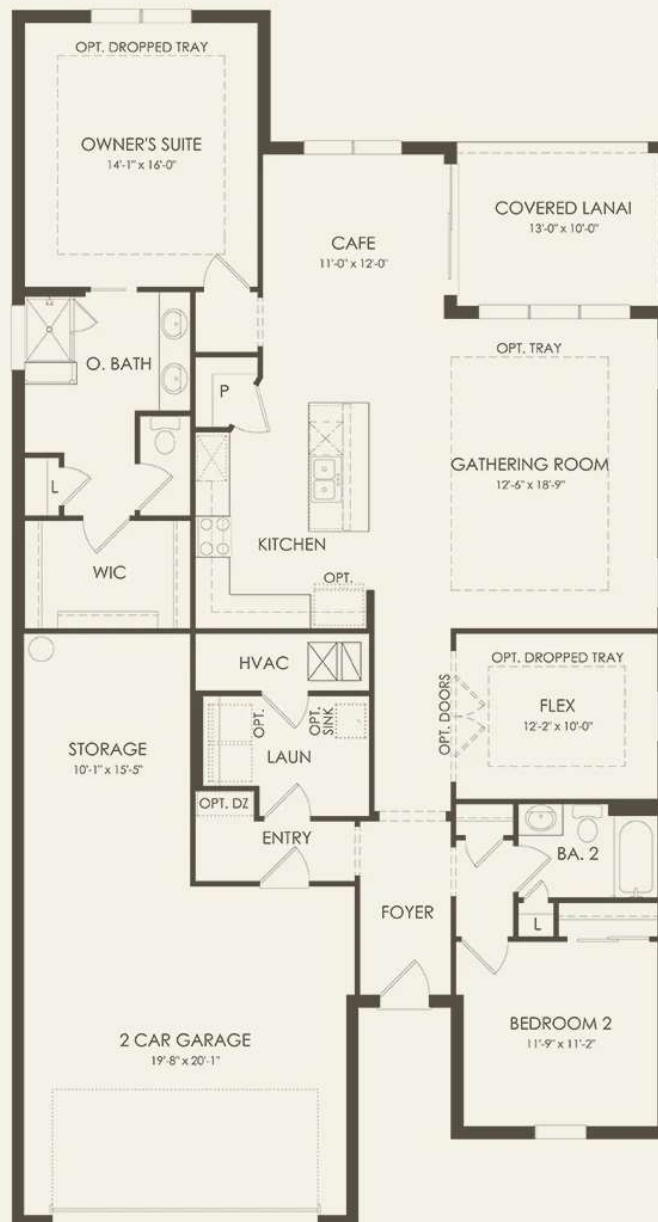 OPT. DROPPED TRAY
OWNER'S SUITE
14'-1" x 16'-0"
CAFE
11'-0" x 12'-0"
COVERED LANAI
13'-0" x 10'-0"
O. BATH
P
OPT. TRAY
GATHERING ROOM
12'-6" x 18'-9"
L
KITCHEN
WIC
OPT.
HVAC
OPT. DROPPED TRAY
FLEX
12'-2" x 10'-0"
OPT. DOORS
OPT.
OPT. SINK
LAUN
STORAGE
10'-1" x 15'-5"
OPT. DZ
ENTRY
BA. 2
FOYER
L
BEDROOM 2
11'-9" x 11'-2"
2 CAR GARAGE
19'-8" x 20'-1"